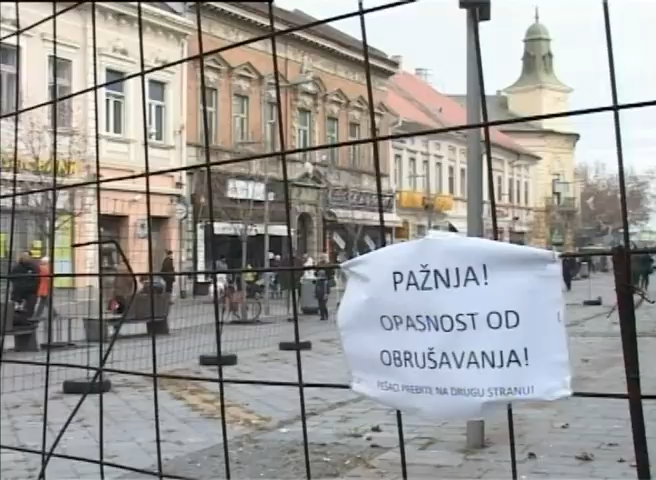 PAŽNJA!
OPASNOST OD
OBRUŠAVANJA!
PEŠACI PREĐITE NA DRUGU STRANU!